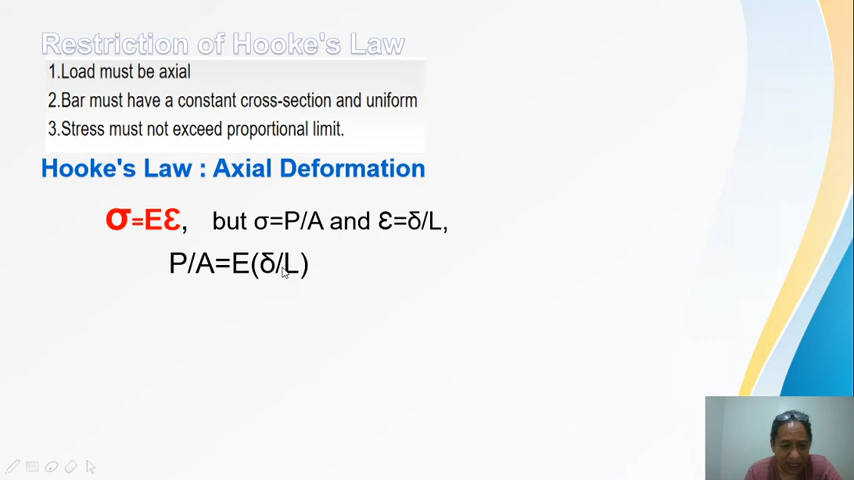 Restriction of Hooke's Law
1.Load must be axial
2.Bar must have a constant cross-section and uniform
3.Stress must not exceed proportional limit.
Hooke's Law : Axial Deformation
σ=Eε, but σ=P/A and Ɛ=δ/L,
P/A=E(δ/L)